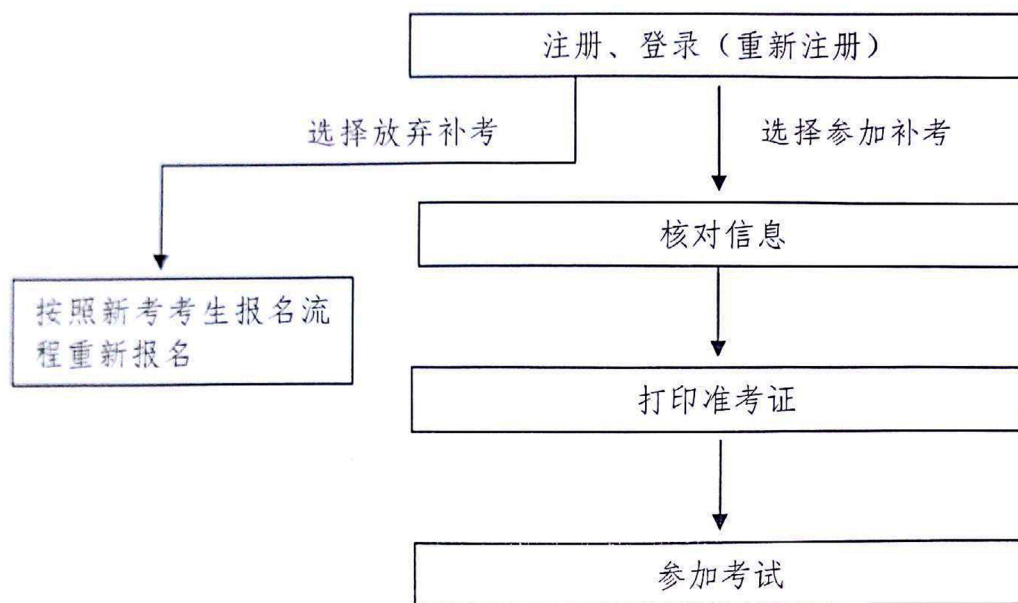 注册、登录（重新注册）
选择放弃补考
选择参加补考
核对信息
按照新考考生报名流
程重新报名
打印准考证
参加考试